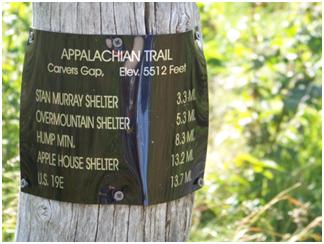 APPALACHIAN TRAIL
Carvers Gap, Elev. 5512 Feet
STAN MURRAY SHELTER 3.3 MI.
OVERMOUNTAIN SHELTER 5.3 MI.
HUMP MTN. 8.3 MI.
APPLE HOUSE SHELTER 13.2 MI.
U.S. 19E 13.7 MI.